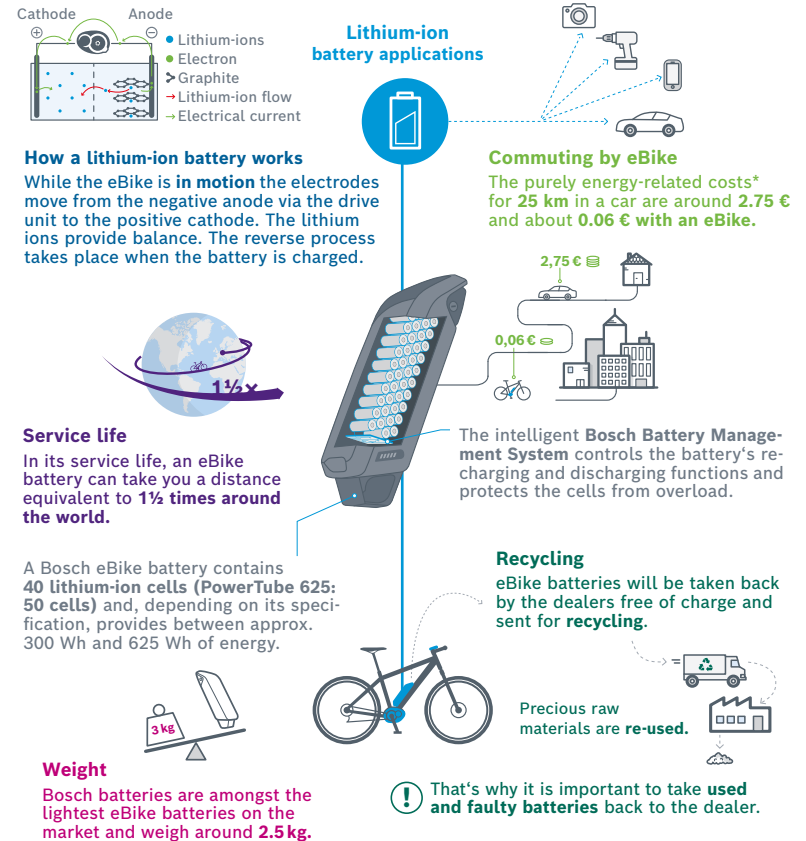 Cathode
Anode
+
−
Lithium-ions
Electron
Graphite
Lithium-ion flow
Electrical current
Lithium-ion
battery applications
How a lithium-ion battery works
While the eBike is in motion the electrodes
move from the negative anode via the drive
unit to the positive cathode. The lithium
ions provide balance. The reverse process
takes place when the battery is charged.
Commuting by eBike
The purely energy-related costs*
for 25 km in a car are around 2.75 €
and about 0.06 € with an eBike.
2,75 €
0,06 €
1½×
Service life
In its service life, an eBike
battery can take you a distance
equivalent to 1½ times around
the world.
The intelligent Bosch Battery Manage-
ment System controls the battery‘s re-
charging and discharging functions and
protects the cells from overload.
A Bosch eBike battery contains
40 lithium-ion cells (PowerTube 625:
50 cells) and, depending on its speci-
fication, provides between approx.
300 Wh and 625 Wh of energy.
Recycling
eBike batteries will be taken back
by the dealers free of charge and
sent for recycling.
3 kg
Precious raw
materials are re-used.
Weight
Bosch batteries are amongst the
lightest eBike batteries on the
market and weigh around 2.5 kg.
!
That‘s why it is important to take used
and faulty batteries back to the dealer.